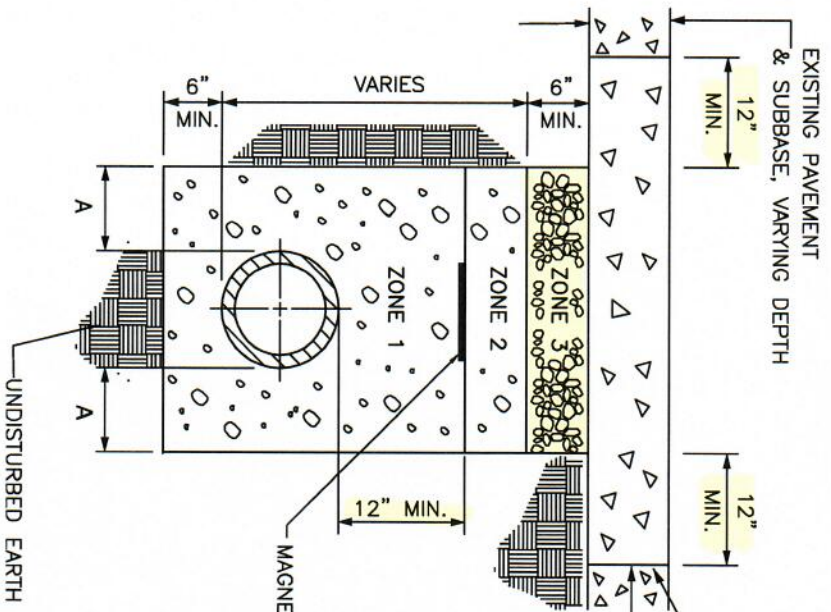 EXISTING PAVEMENT
& SUBBASE, VARYING DEPTH
12"
MIN.
12"
MIN.
6"
MIN.
VARIES
6"
MIN.
ZONE 3
ZONE 2
ZONE 1
12" MIN.
A
A
MAGNE
UNDISTURBED EARTH